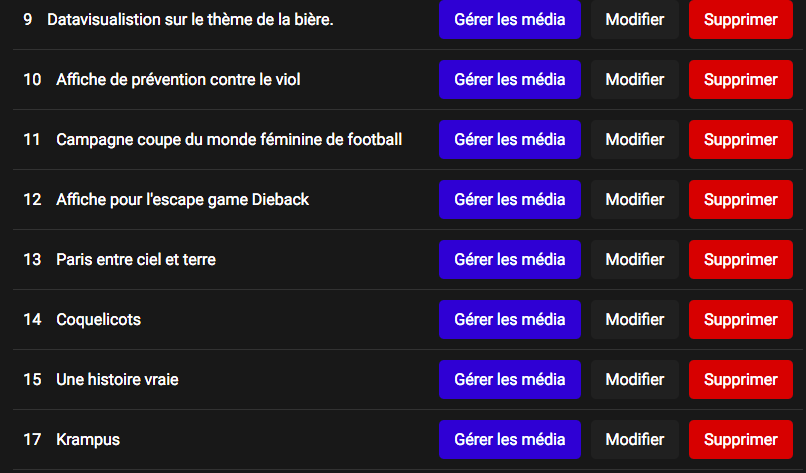 9 Datavisualistion sur le thème de la bière. Gérer les média Modifier Supprimer
10 Affiche de prévention contre le viol Gérer les média Modifier Supprimer
11 Campagne coupe du monde féminine de football Gérer les média Modifier Supprimer
12 Affiche pour l'escape game Dieback Gérer les média Modifier Supprimer
13 Paris entre ciel et terre Gérer les média Modifier Supprimer
14 Coquelicots Gérer les média Modifier Supprimer
15 Une histoire vraie Gérer les média Modifier Supprimer
17 Krampus Gérer les média Modifier Supprimer